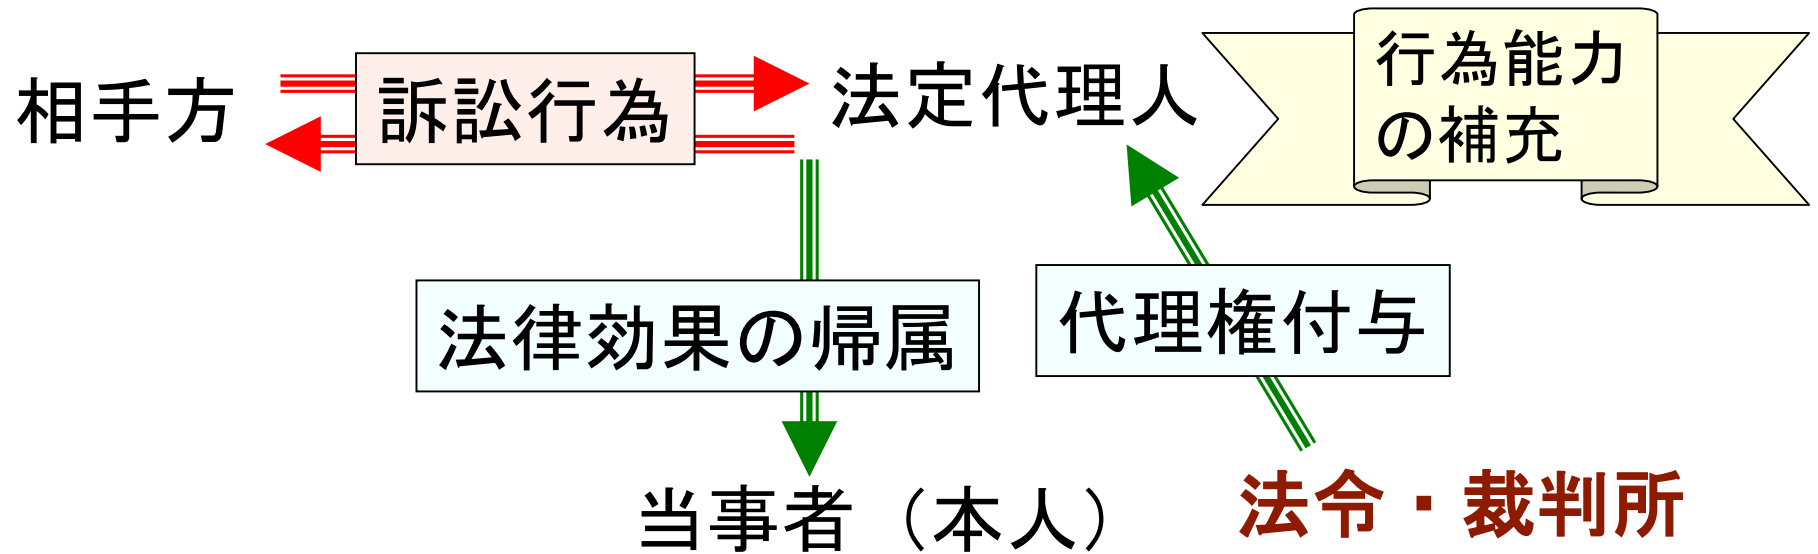 相手方
訴訟行為
法定代理人
行為能力
の補充
法律効果の帰属
代理権付与
当事者（本人）
法令・裁判所